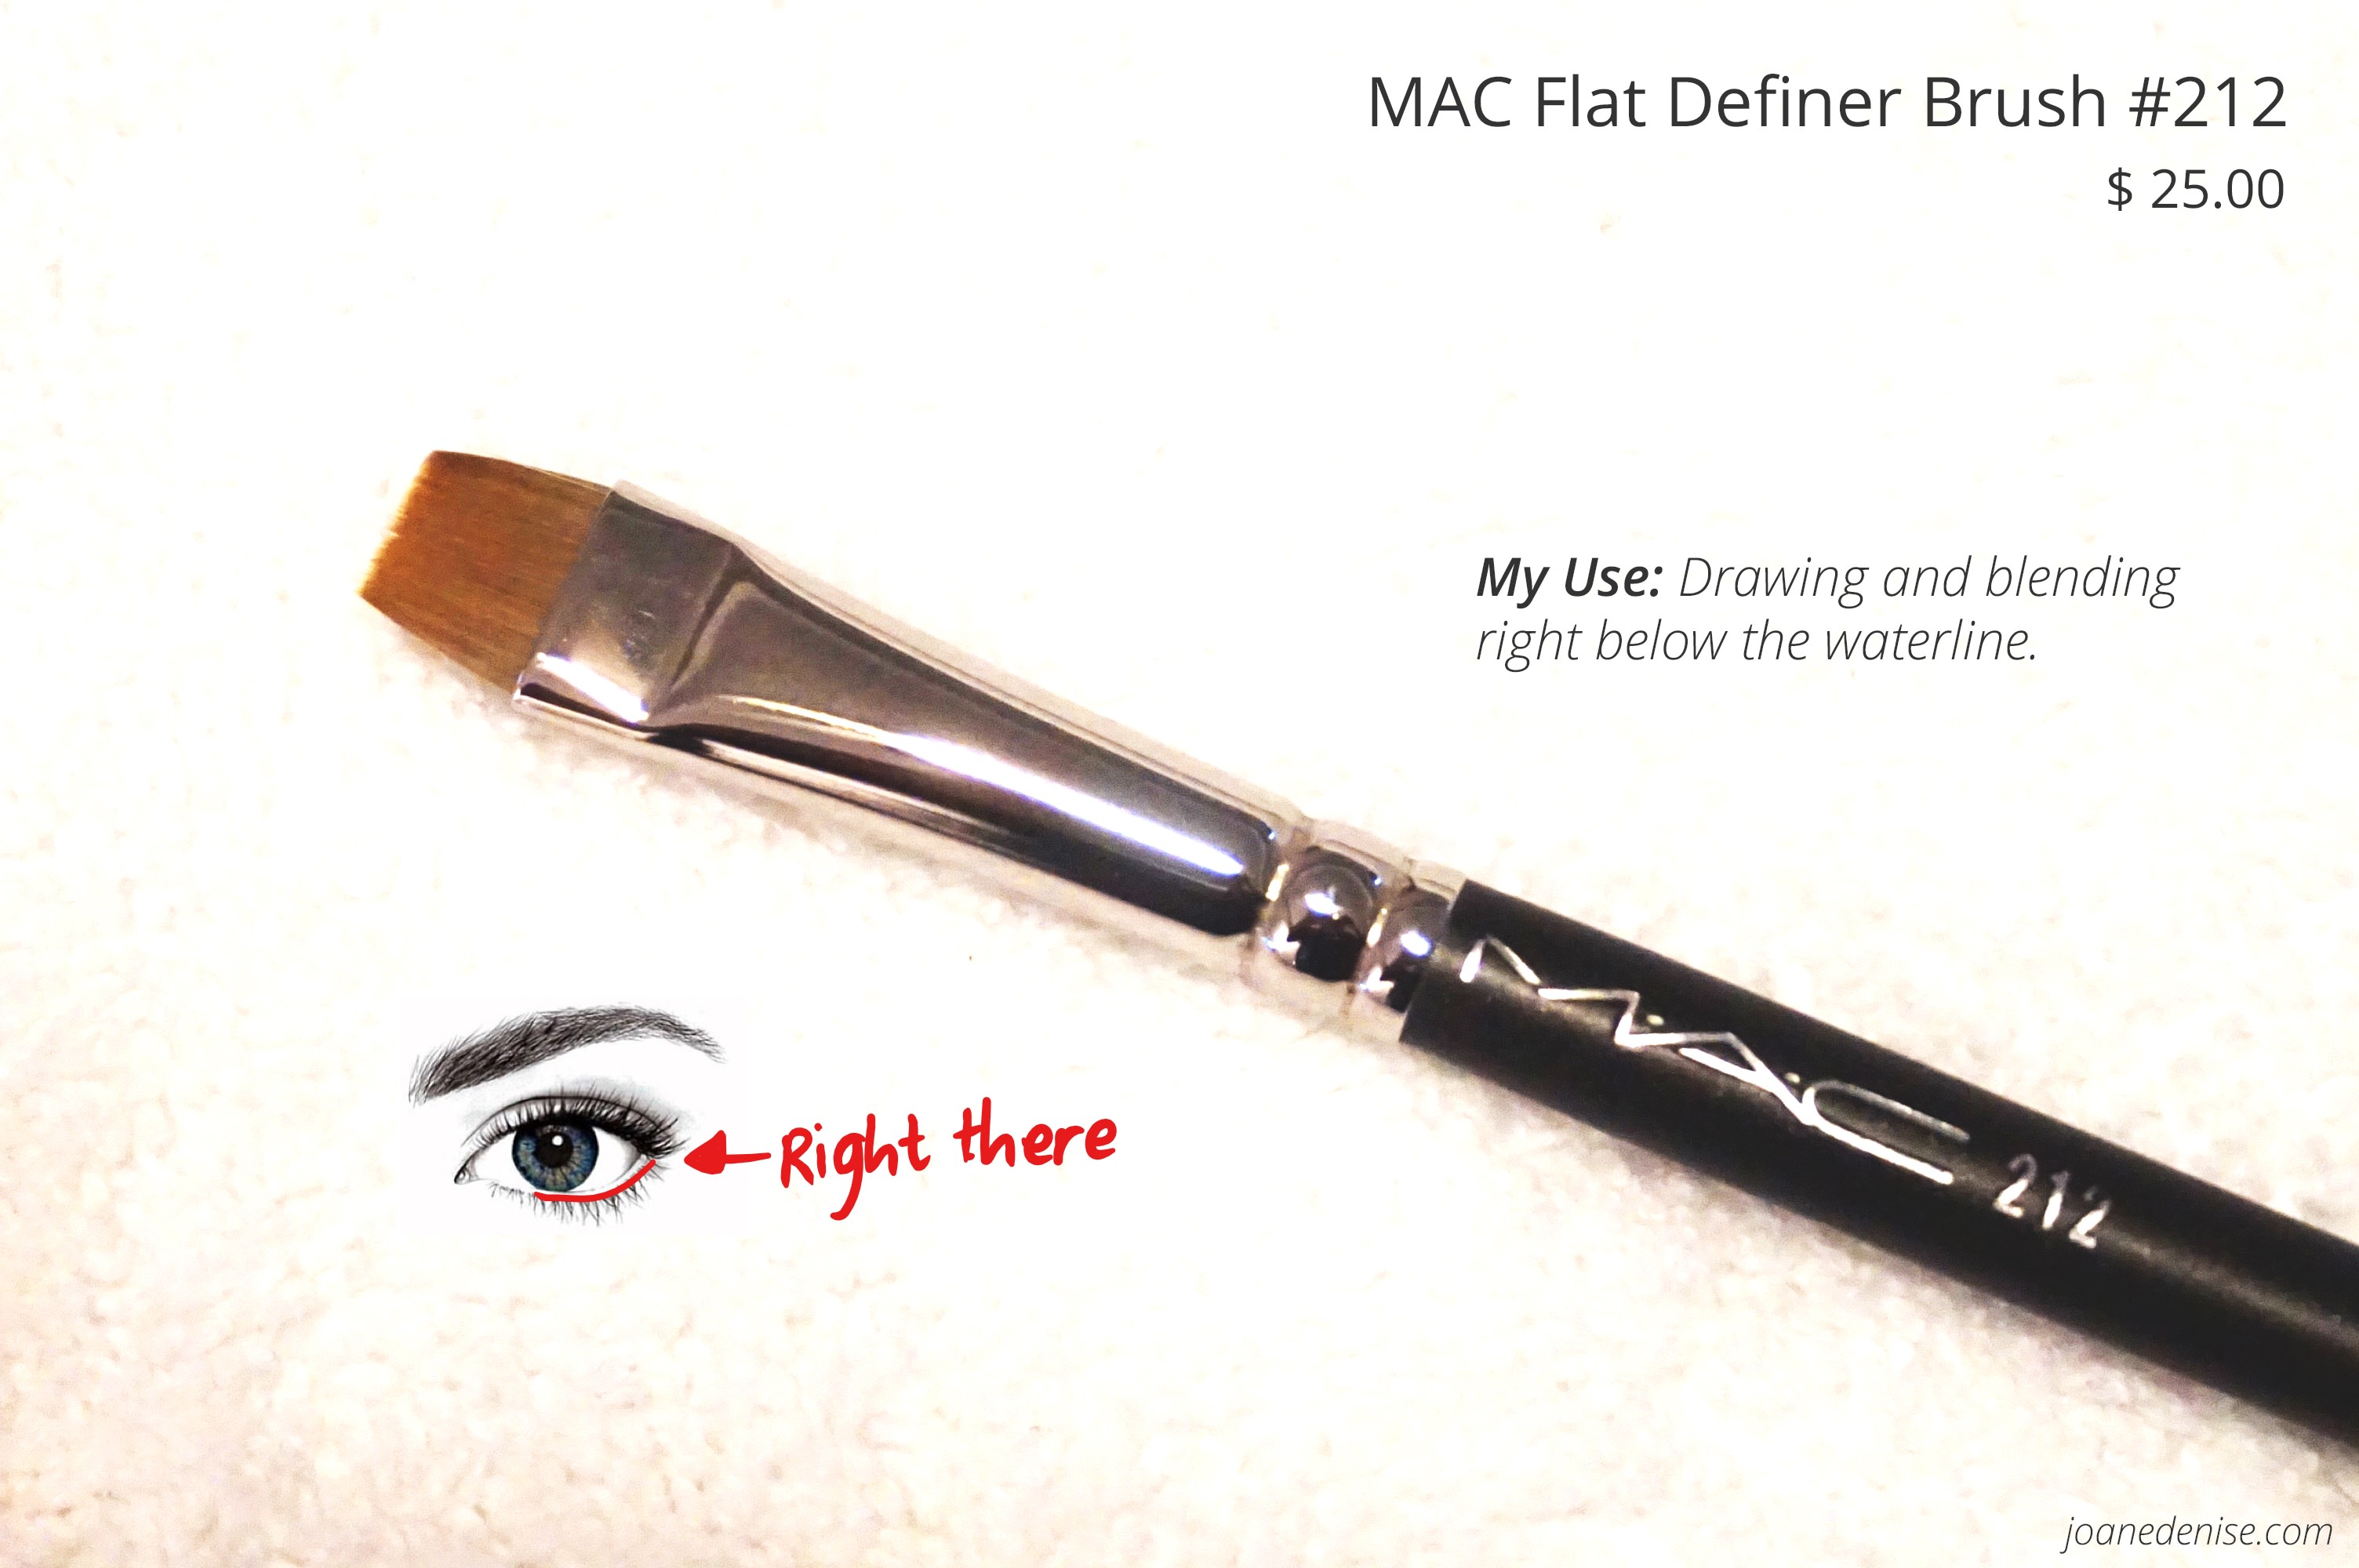 MAC Flat Definer Brush #212
$ 25.00
My Use: Drawing and blending
right below the waterline.
MAC 212
Right there
joanedenise.com